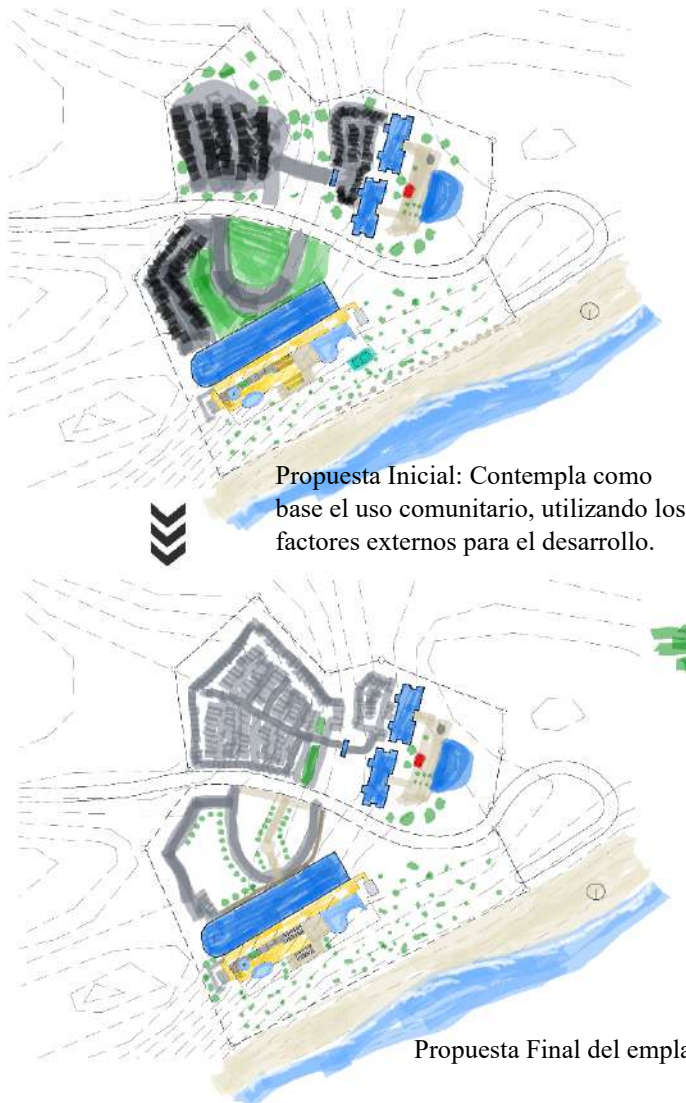 Propuesta Inicial: Contempla como
base el uso comunitario, utilizando los
factores externos para el desarrollo.
Propuesta Final del empla